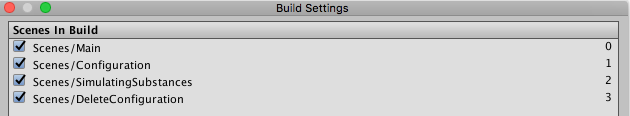 Build Settings
Scenes In Build
Scenes/Main 0
Scenes/Configuration 1
Scenes/SimulatingSubstances 2
Scenes/DeleteConfiguration 3